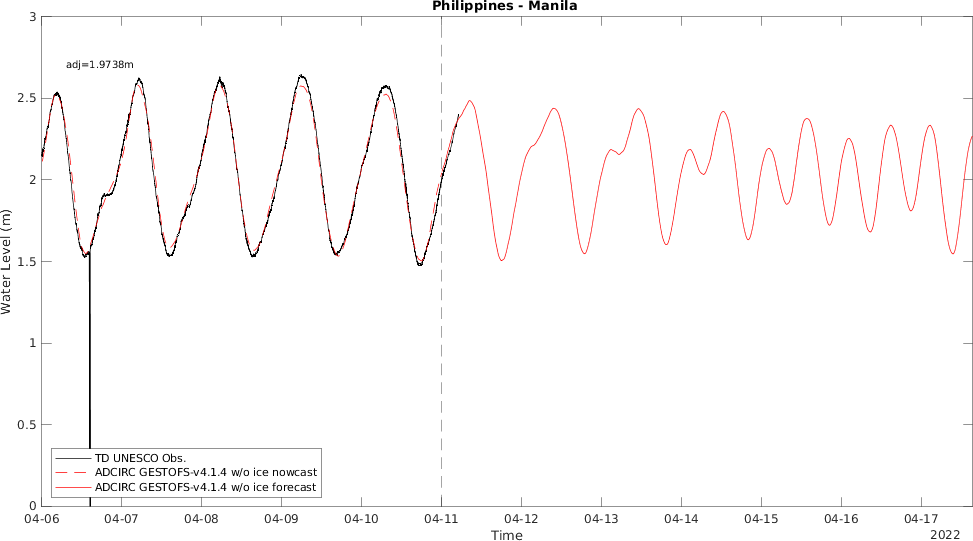 Philippines - Manila
3
adj=1.9738m
2.5
2
1.5
1
0.5
0
Water Level (m)
TD UNESCO Obs.
ADCIRC GESTOFS-v4.1.4 w/o ice nowcast
ADCIRC GESTOFS-v4.1.4 w/o ice forecast
04-06 04-07 04-08 04-09 04-10 04-11 04-12 04-13 04-14 04-15 04-16 04-17
Time
2022